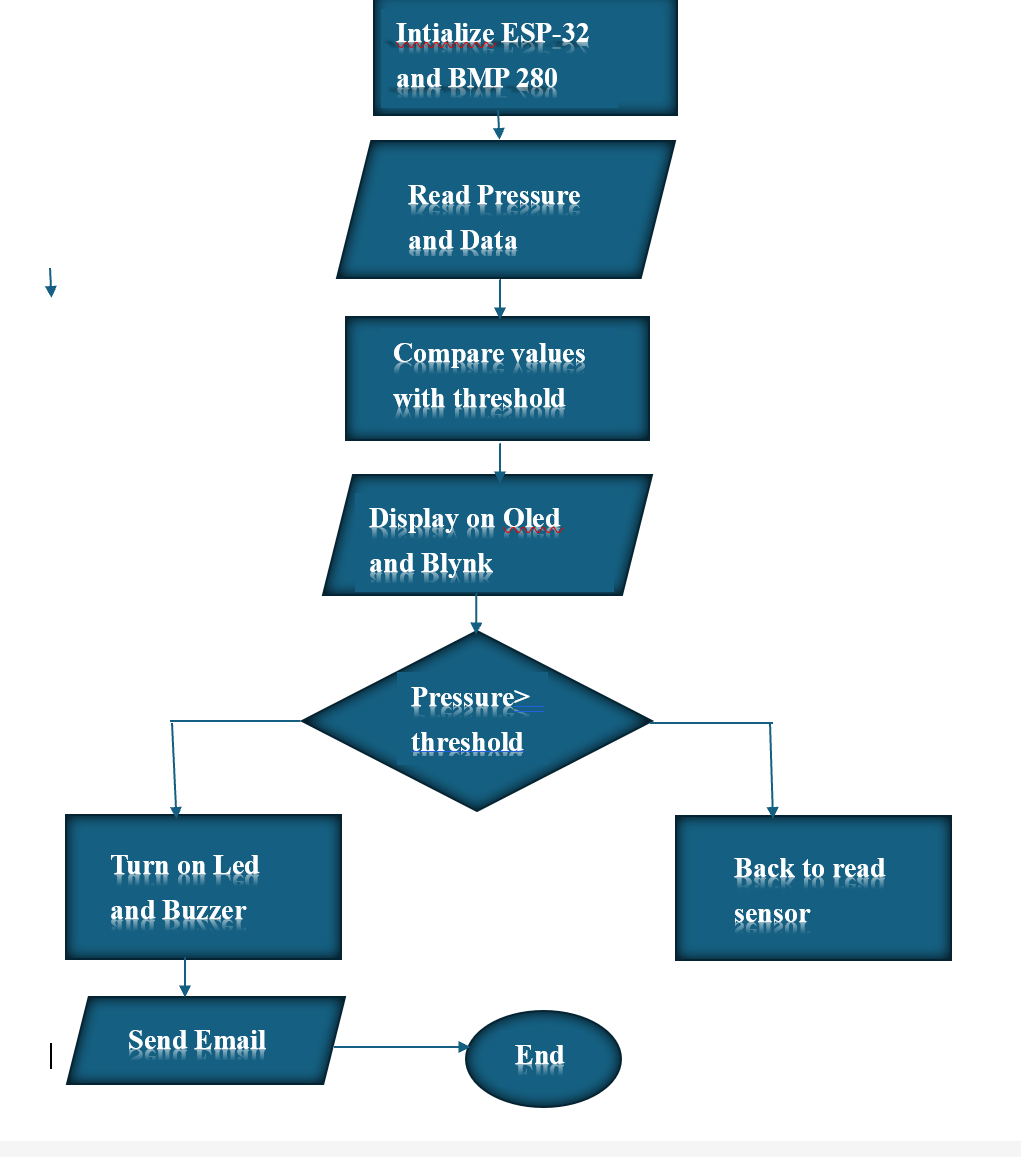 Intialize ESP-32
and BMP 280
Read Pressure
and Data
Compare values
with threshold
Display on Oled
and Blynk
Pressure>
threshold
Turn on Led
and Buzzer
Back to read
sensor
Send Email
End